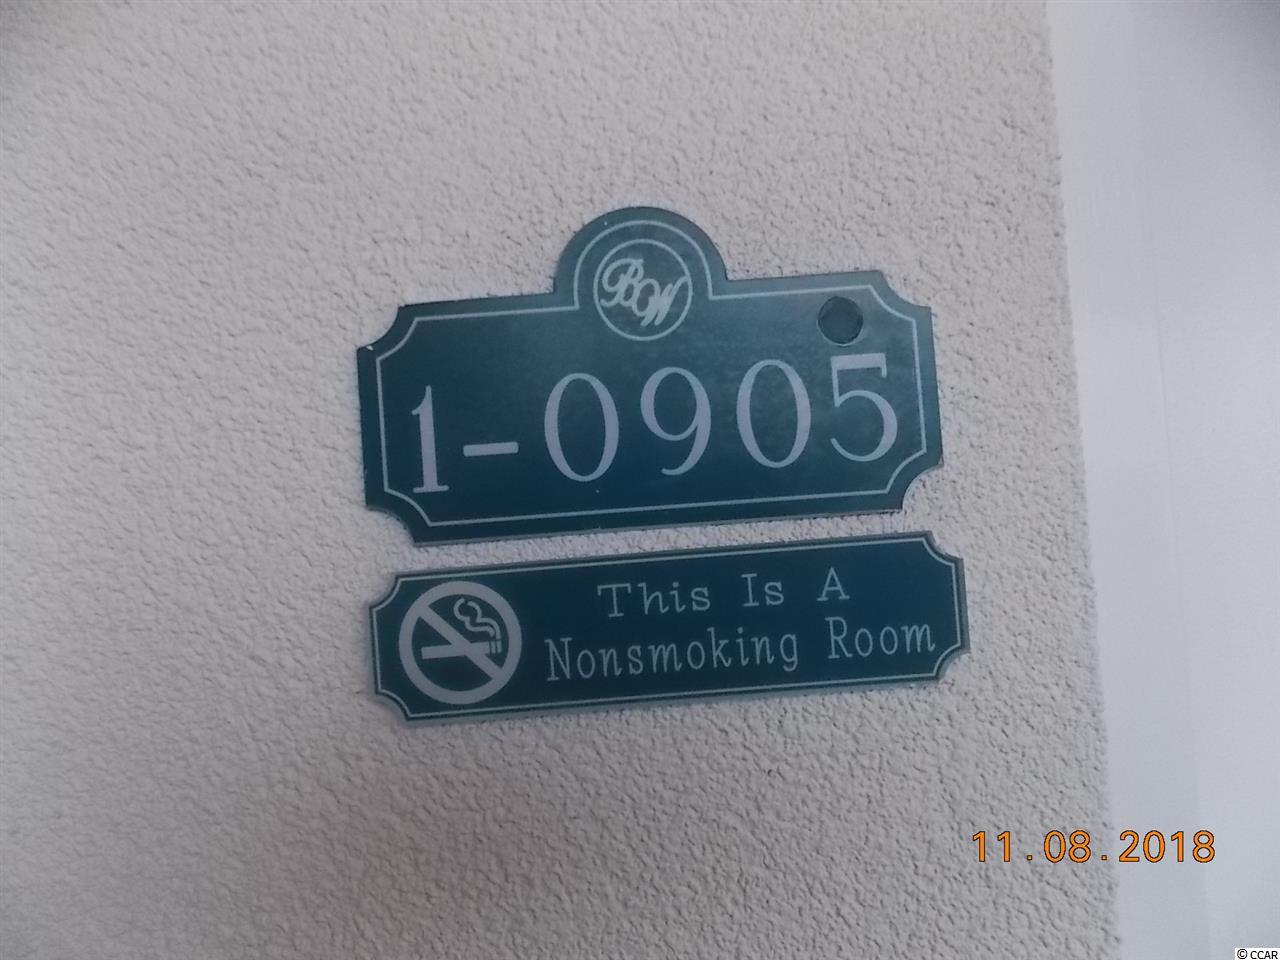 BW
1-0905
This Is A
Nonsmoking Room
11.08.2018
© CCAR